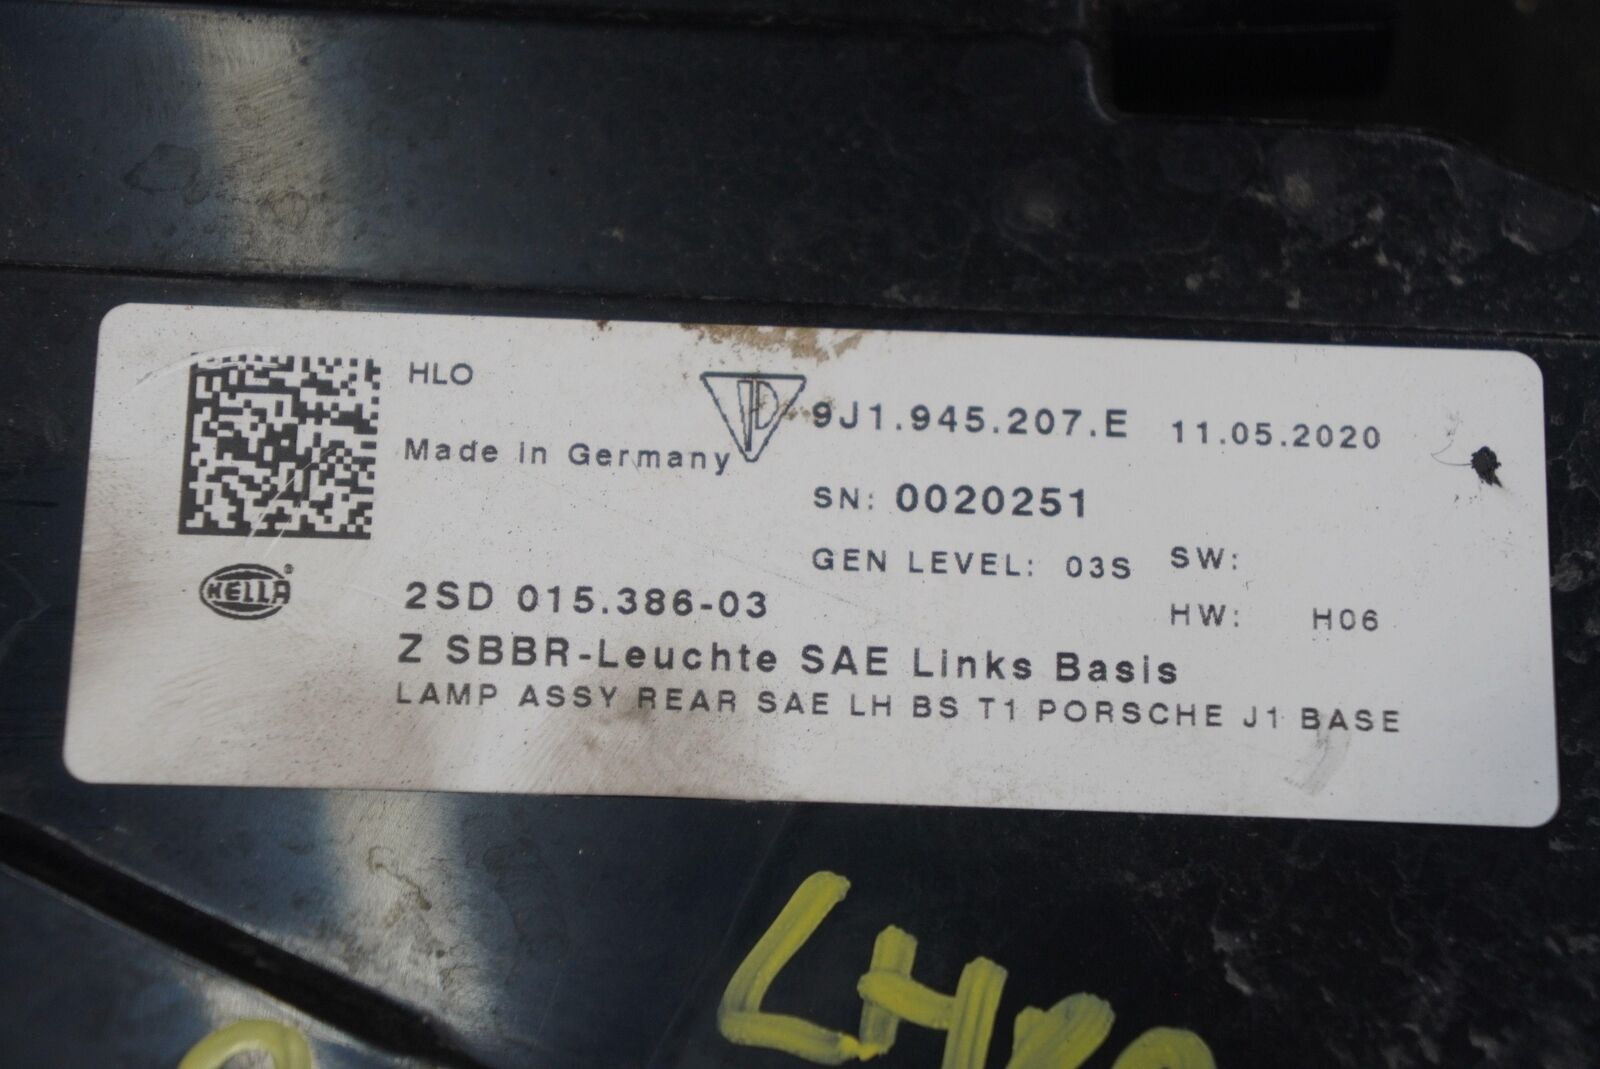 HLO
Made in Germany
9J1.945.207.E 11.05.2020
SN: 0020251
GEN LEVEL: 03S SW:
HW: H06
HELLA®
2SD 015.386-03
Z SBBR-Leuchte SAE Links Basis
LAMP ASSY REAR SAE LH BS T1 PORSCHE J1 BASE
LH